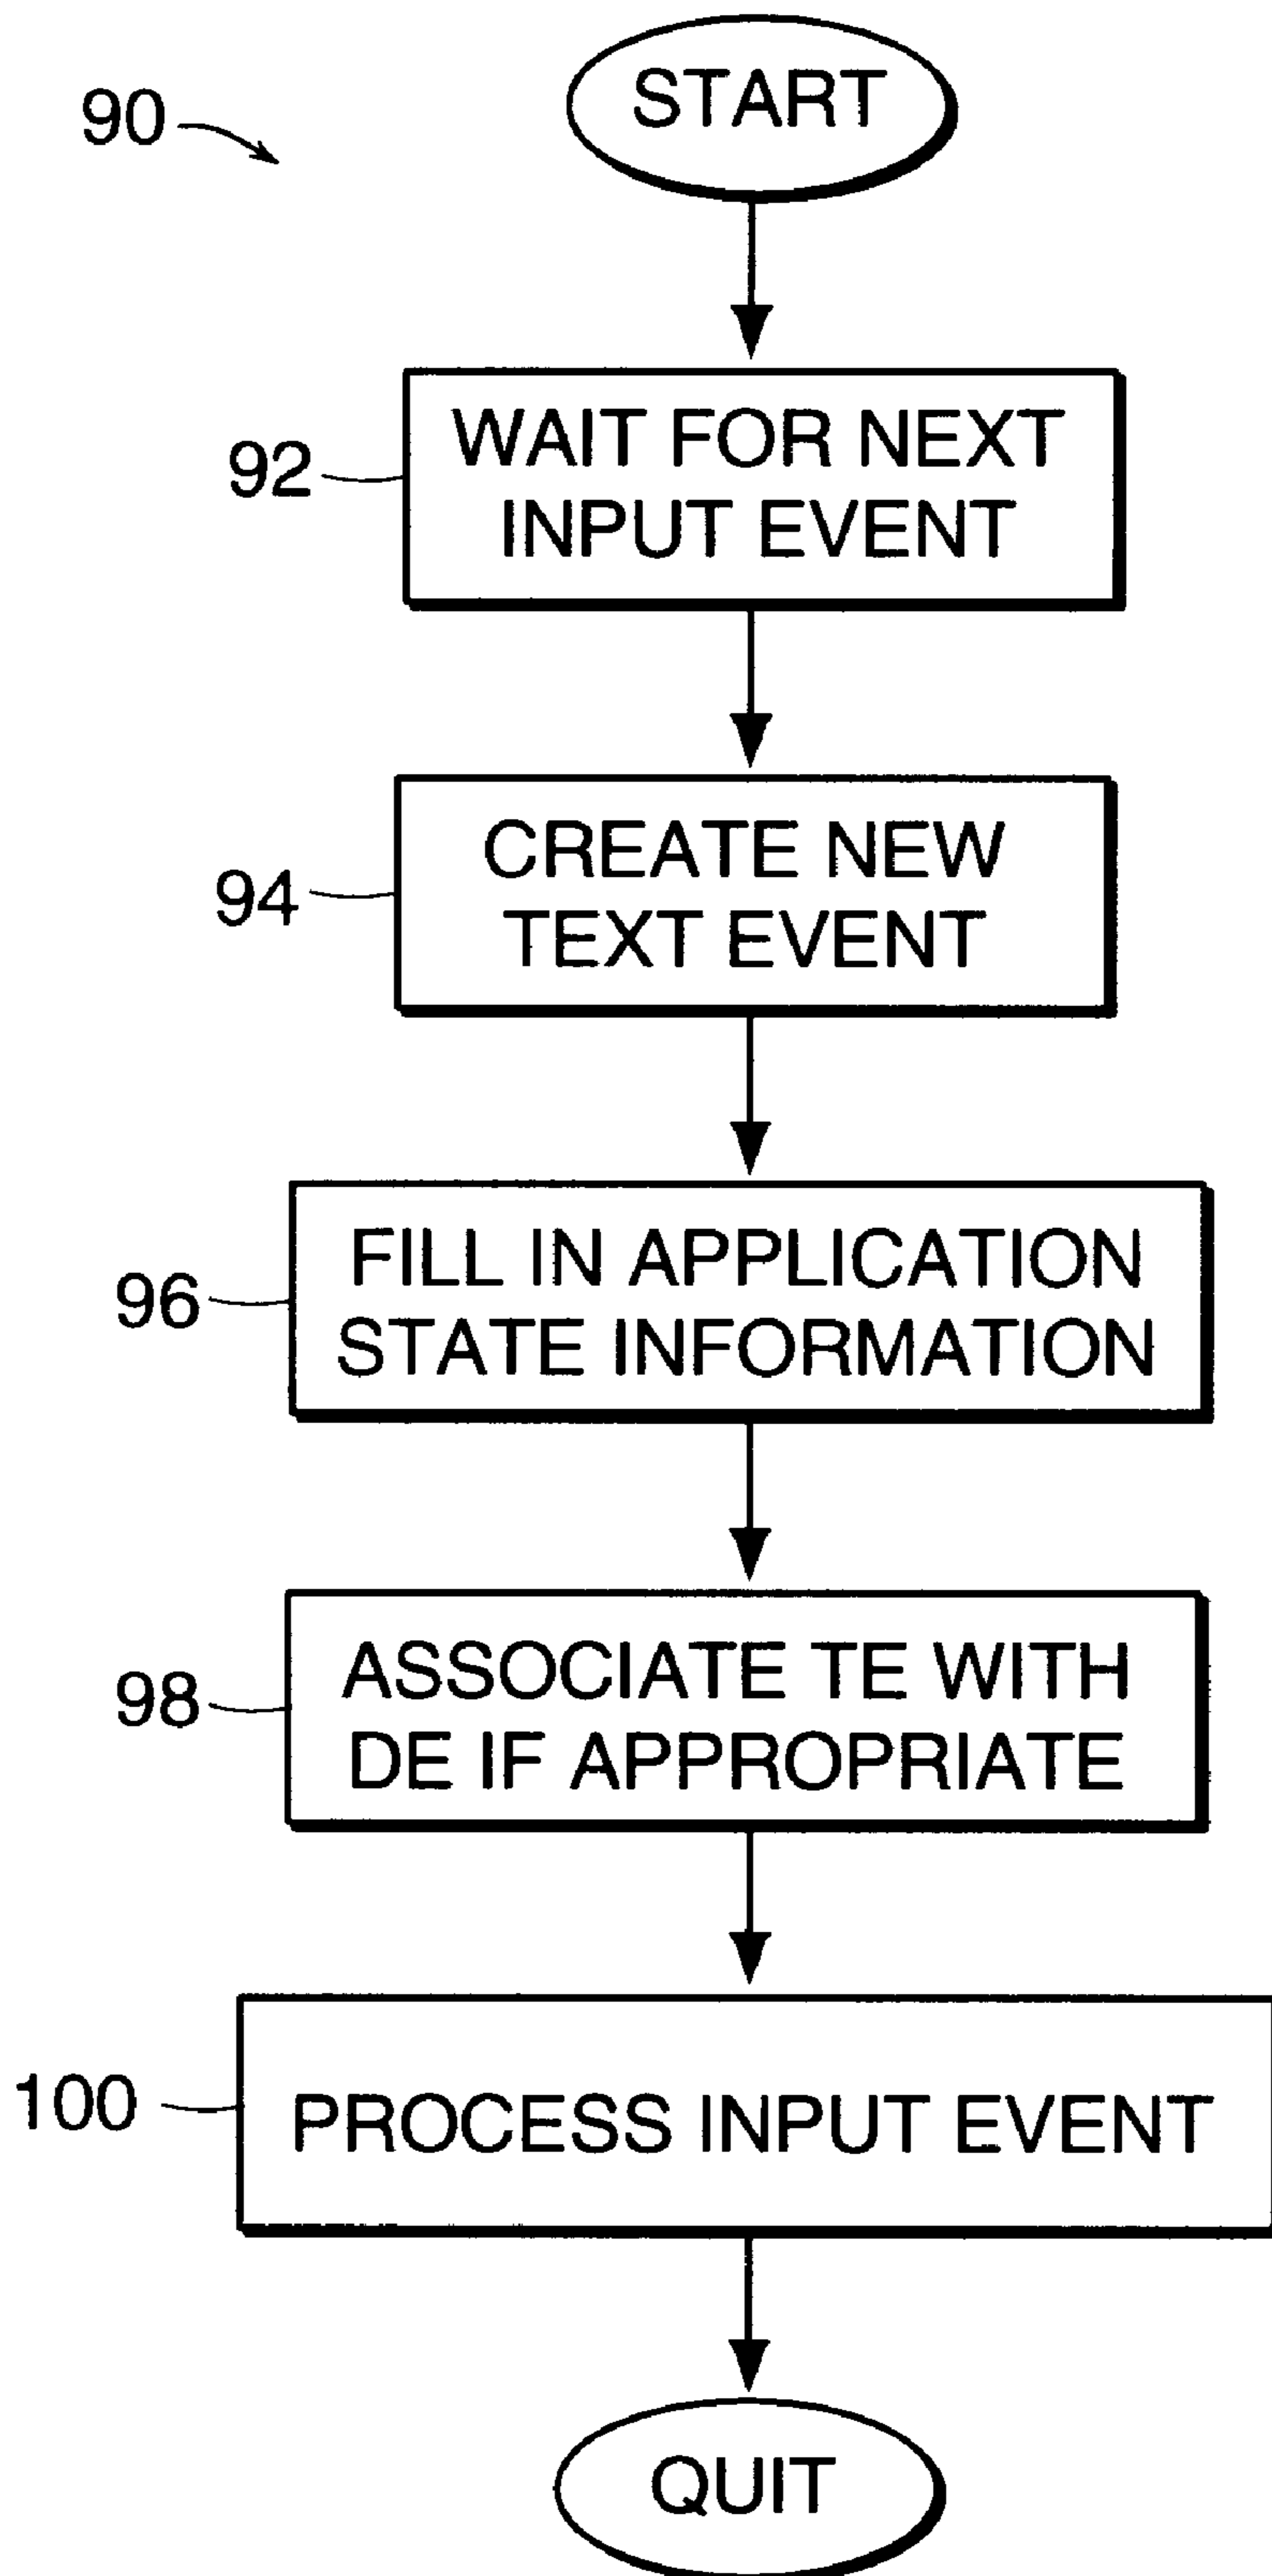 90
START
92
WAIT FOR NEXT
INPUT EVENT
94
CREATE NEW
TEXT EVENT
96
FILL IN APPLICATION
STATE INFORMATION
98
ASSOCIATE TE WITH
DE IF APPROPRIATE
100
PROCESS INPUT EVENT
QUIT